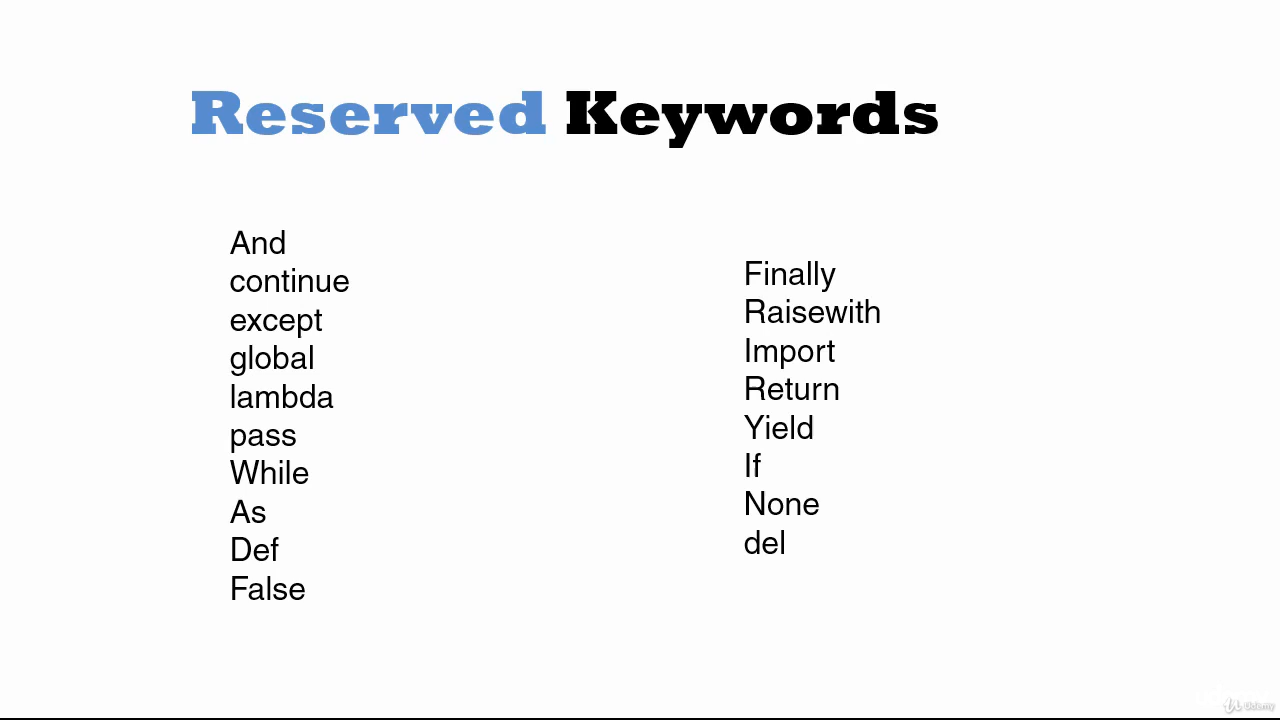 Reserved Keywords
And
continue
except
global
lambda
pass
While
As
Def
False
Finally
Raisewith
Import
Return
Yield
If
None
del
Udemy